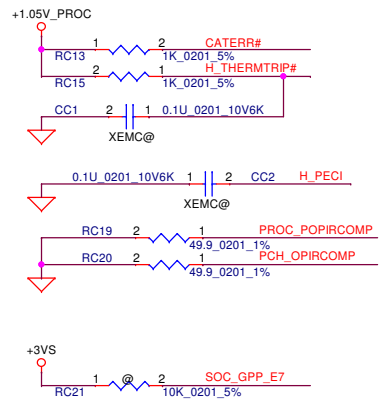 +1.05V_PROC
RC13 1 2 CATERR#
1K_0201_5%
RC15 2 1 H_THERMTRIP#
1K_0201_5%
CC1 2 1 0.1U_0201_10V6K
XEMC@
0.1U_0201_10V6K 1 2 CC2 H_PECI
XEMC@
RC19 2 1 PROC_POPIRCOMP
49.9_0201_1%
RC20 2 1 PCH_OPIRCOMP
49.9_0201_1%
+3VS
RC21 1 @ 2 SOC_GPP_E7
10K_0201_5%